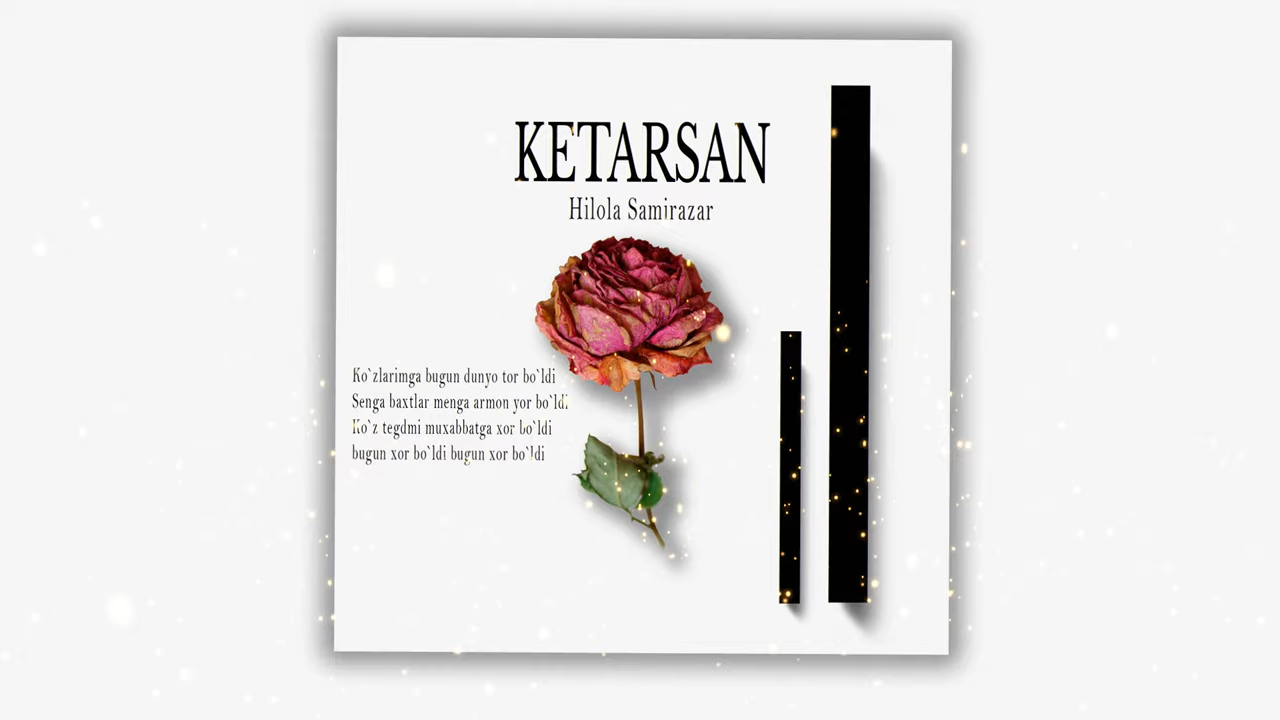 KETARSAN
Hilola Samirazar
Ko`zlarimga bugun dunyo tor bo`ldi
Senga baxtlar menga armon yor bo`ldi
Ko`z tegdmi muxabbatga xor bo`ldi
bugun xor bo`ldi bugun xor bo`ldi